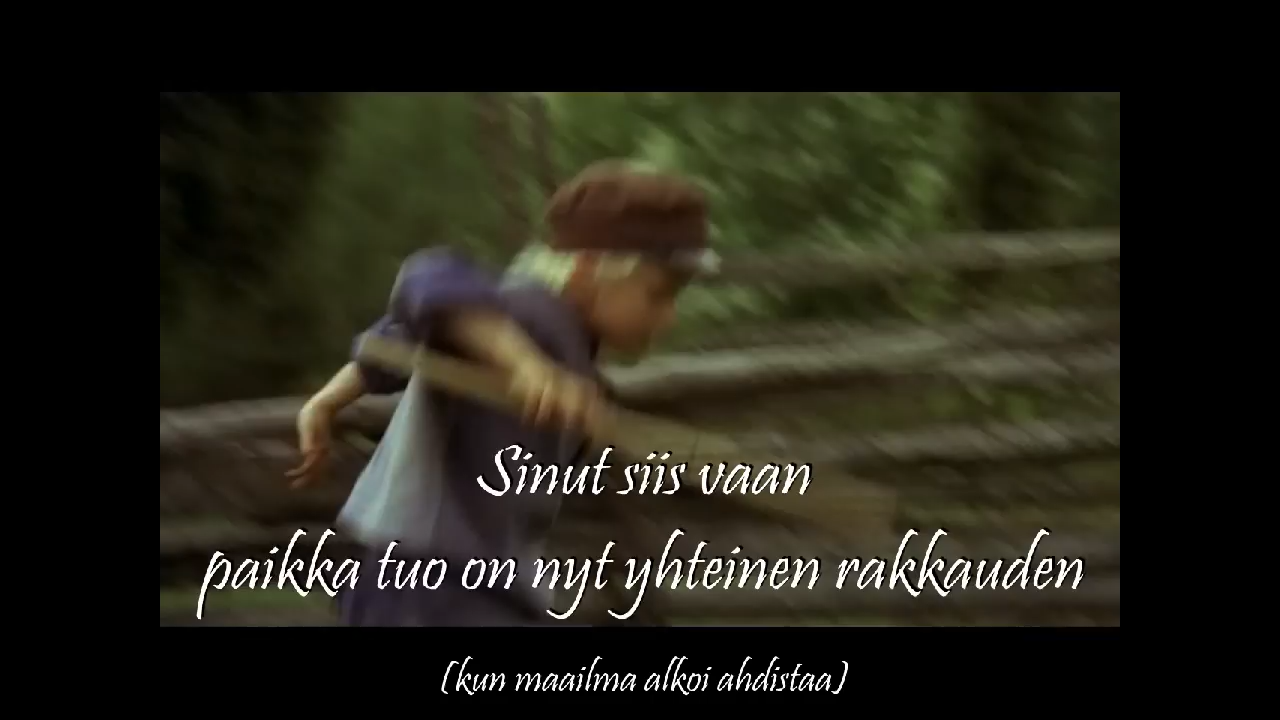 Sinut siis vaan
paikka tuo on nyt yhteinen rakkauden
(kun maailma alkoi ahdistaa)